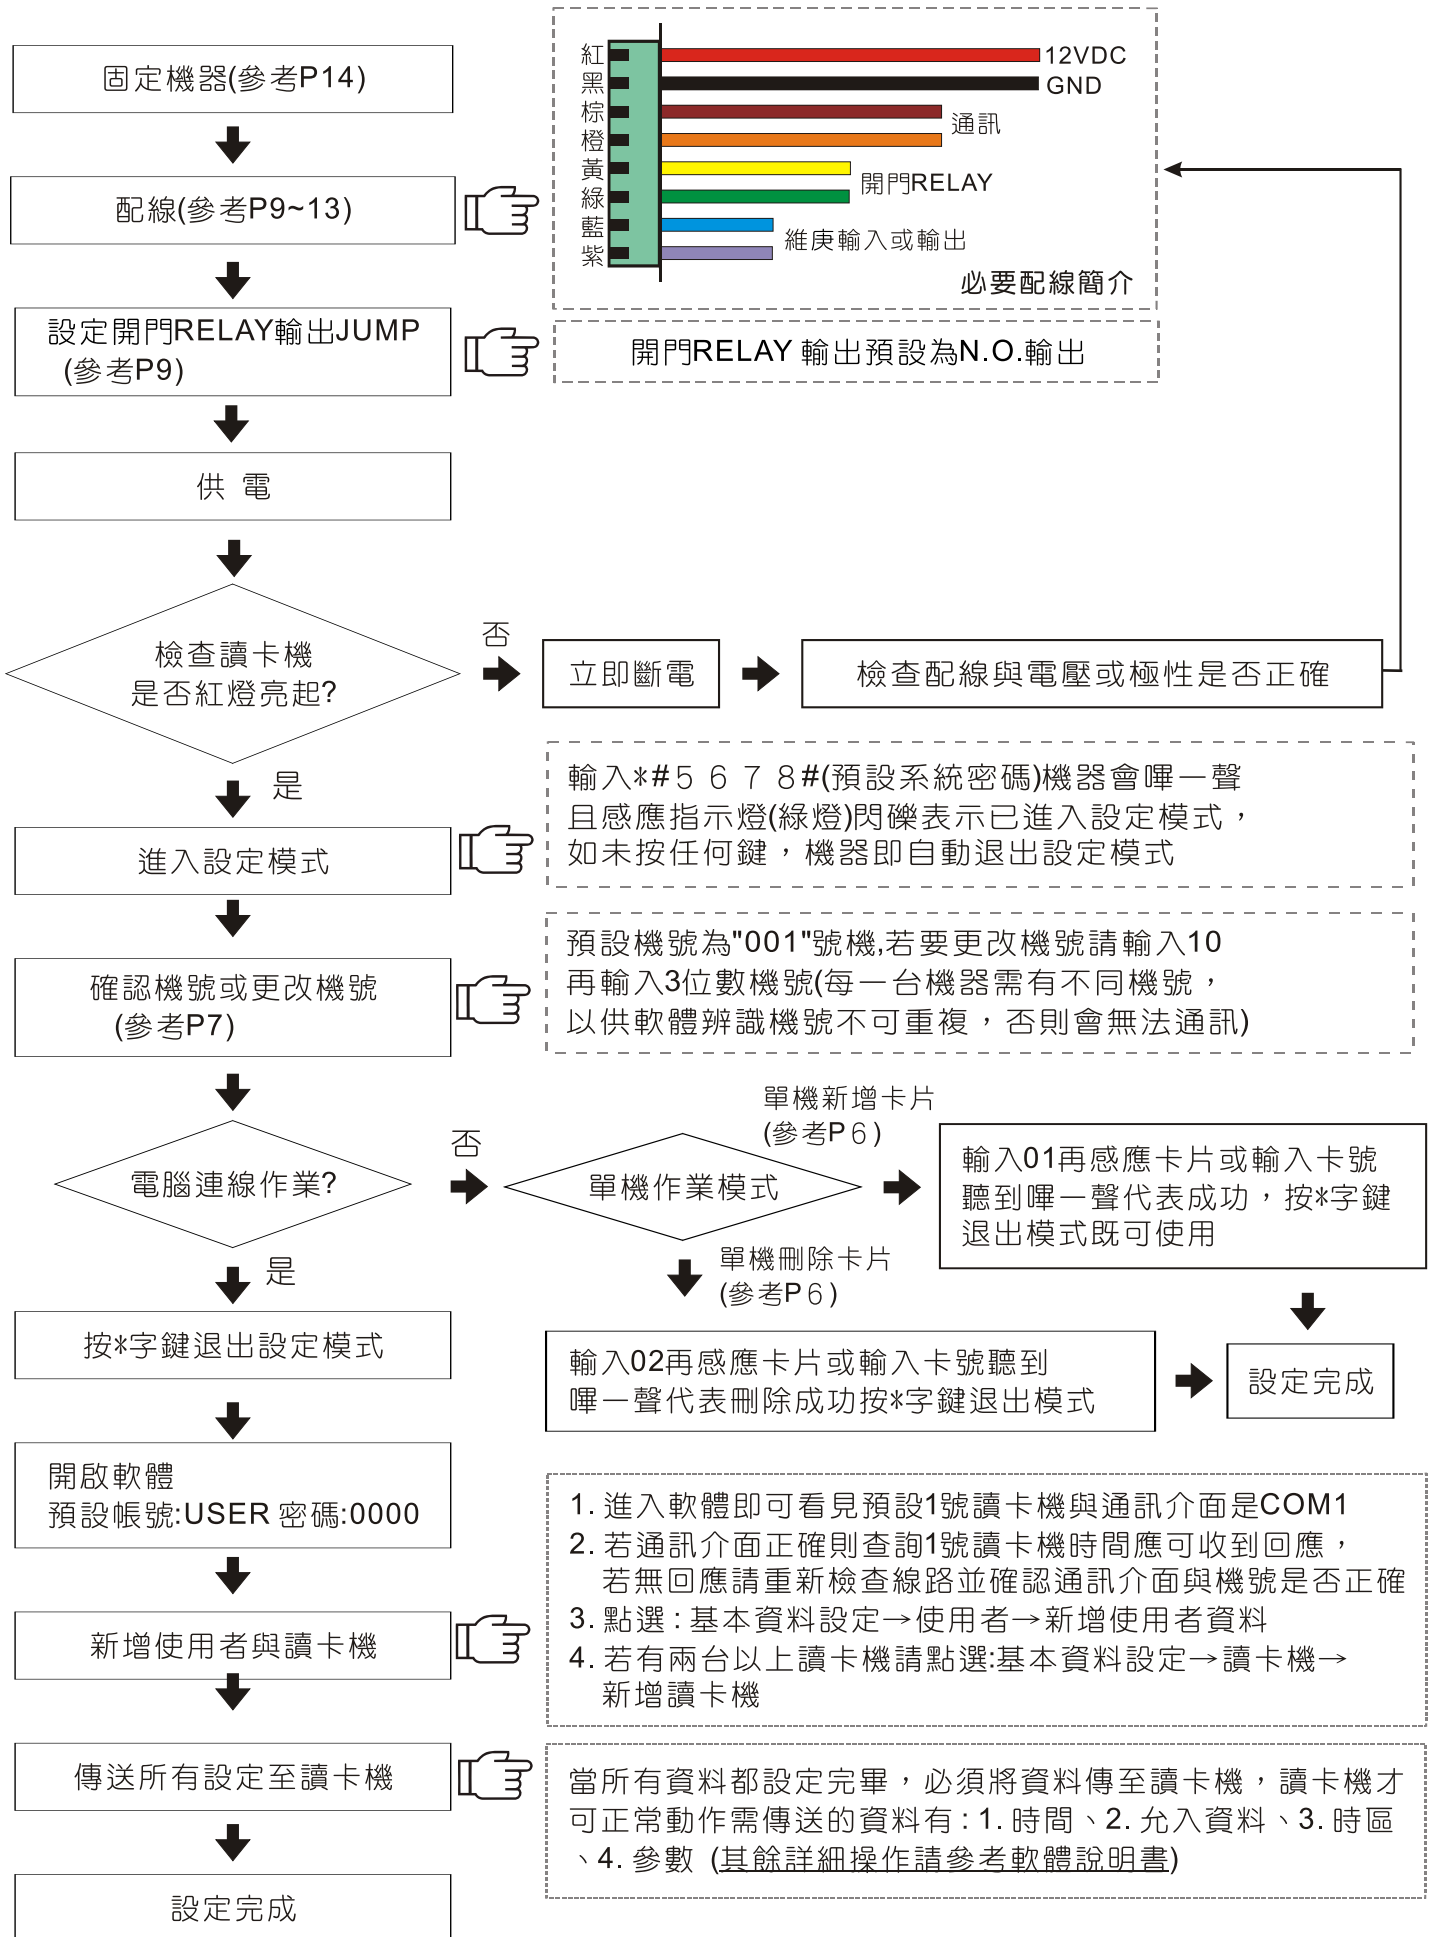 固定機器(參考P14)
紅
黑
棕
橙
黃
綠
藍
紫
12VDC
GND
通訊
開門RELAY
維庚輸入或輸出
必要配線簡介
配線(參考P9~13)
設定開門RELAY輸出JUMP
(參考P9)
開門RELAY 輸出預設為N.O.輸出
供 電
檢查讀卡機
是否紅燈亮起?
否
立即斷電
檢查配線與電壓或極性是否正確
是
進入設定模式
輸入*#5 6 7 8#(預設系統密碼)機器會嗶一聲
且感應指示燈(綠燈)閃礫表示已進入設定模式，
如未按任何鍵，機器即自動退出設定模式
確認機號或更改機號
(參考P7)
預設機號為"001"號機,若要更改機號請輸入10
再輸入3位數機號(每一台機器需有不同機號，
以供軟體辨識機號不可重複，否則會無法通訊)
電腦連線作業?
否
單機作業模式
單機新增卡片
(參考P6)
輸入01再感應卡片或輸入卡號
聽到嗶一聲代表成功，按*字鍵
退出模式既可使用
單機刪除卡片
(參考P6)
輸入02再感應卡片或輸入卡號聽到
嗶一聲代表刪除成功按*字鍵退出模式
設定完成
是
按*字鍵退出設定模式
開啟軟體
預設帳號:USER 密碼:0000
新增使用者與讀卡機
1. 進入軟體即可看見預設1號讀卡機與通訊介面是COM1
2. 若通訊介面正確則查詢1號讀卡機時間應可收到回應，
若無回應請重新檢查線路並確認通訊介面與機號是否正確
3. 點選:基本資料設定→使用者→新增使用者資料
4. 若有兩台以上讀卡機請點選:基本資料設定→讀卡機→
新增讀卡機
傳送所有設定至讀卡機
當所有資料都設定完畢，必須將資料傳至讀卡機，讀卡機才
可正常動作需傳送的資料有:1. 時間、2. 允入資料、3. 時區
、4. 參數 (其餘詳細操作請參考軟體說明書)
設定完成